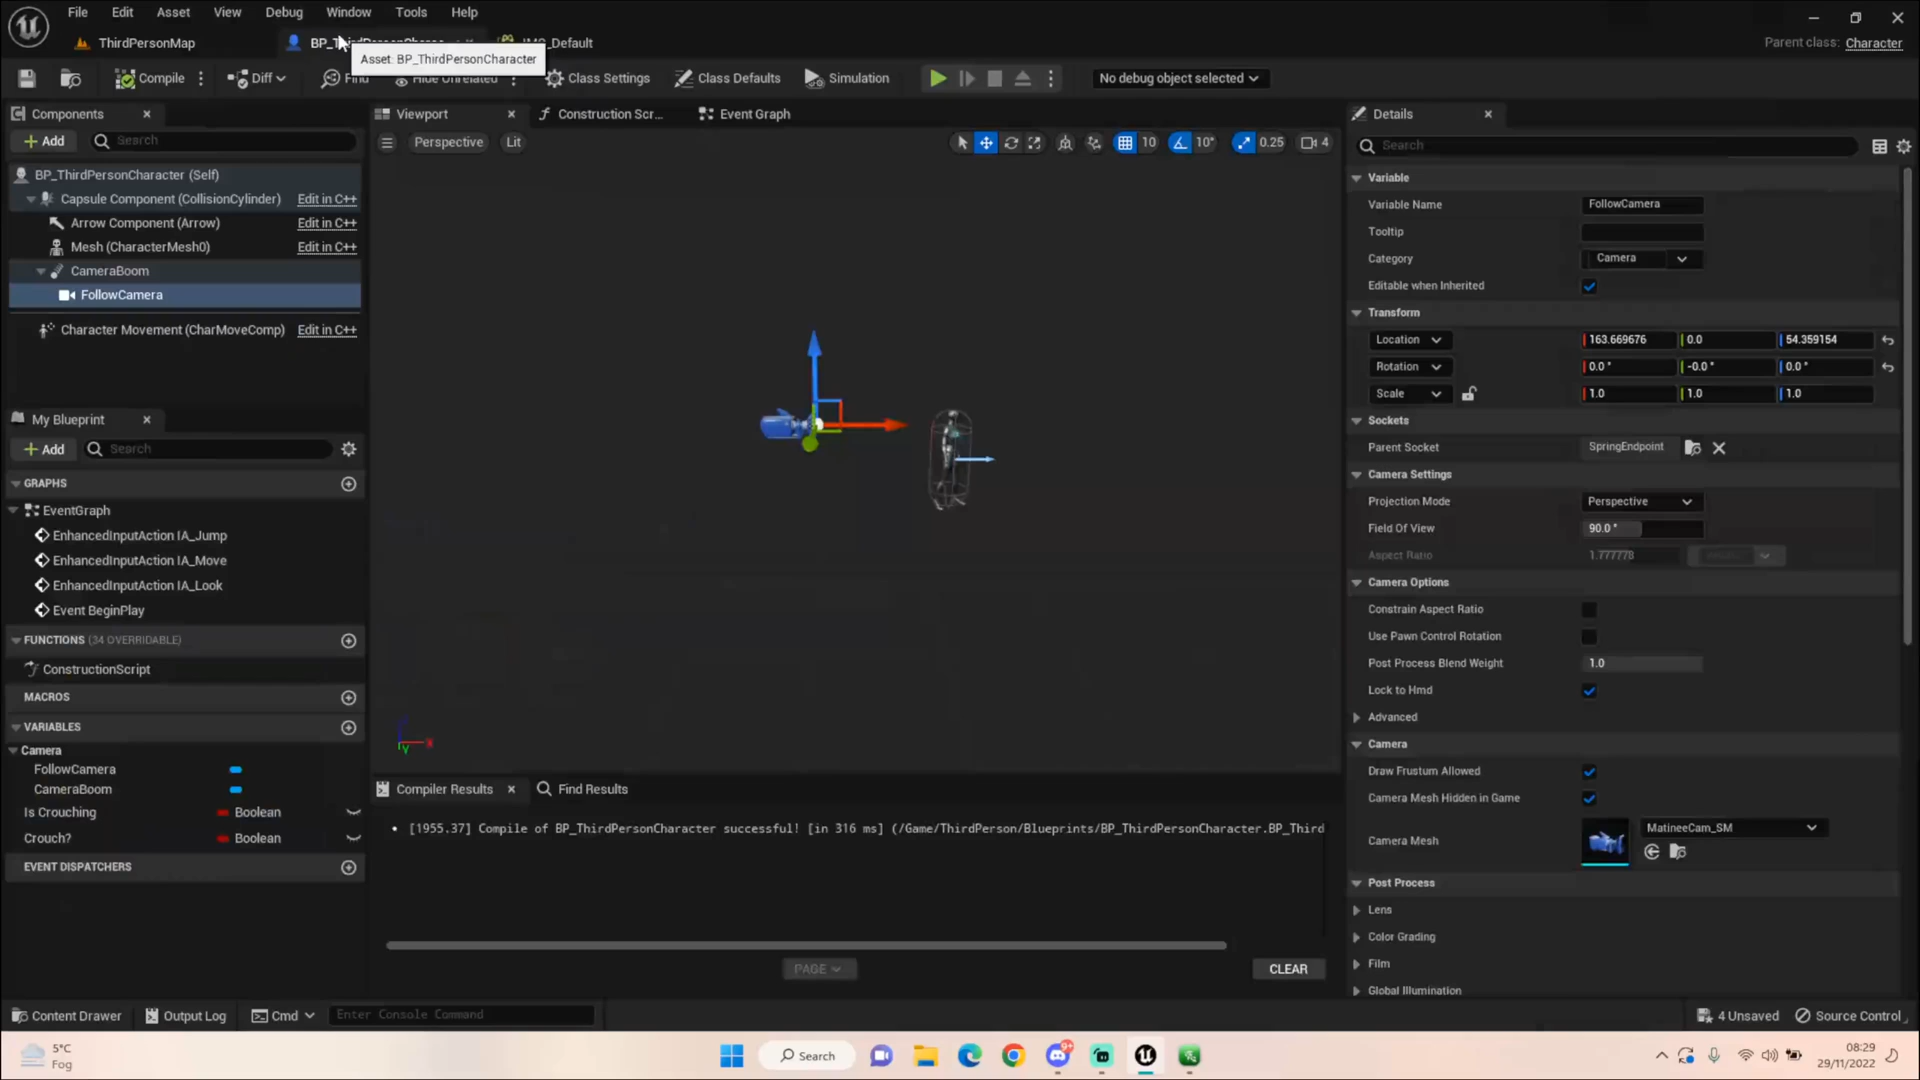 File Edit Asset View Debug Window Tools Help
ThirdPersonMap
Parent class: Character
Asset: BP_ThirdPersonCharacter
Compile Diff Find Hide Unrelated Class Settings Class Defaults Simulation No debug object selected
Components
Add Search
BP_ThirdPersonCharacter (Self)
Capsule Component (CollisionCylinder) Edit in C++
Arrow Component (Arrow) Edit in C++
Mesh (CharacterMesh0) Edit in C++
CameraBoom
FollowCamera
Character Movement (CharMoveComp) Edit in C++
My Blueprint
Add Search
GRAPHS
EventGraph
EnhancedInputAction IA_Jump
EnhancedInputAction IA_Move
EnhancedInputAction IA_Look
Event BeginPlay
FUNCTIONS (34 OVERRIDABLE)
ConstructionScript
MACROS
VARIABLES
Camera
FollowCamera
CameraBoom
Is Crouching Boolean
Crouch? Boolean
EVENT DISPATCHERS
Viewport Construction Scr... Event Graph
Perspective Lit 10 10° 0.25 4
Compiler Results Find Results
[1955.37] Compile of BP_ThirdPersonCharacter successful! [in 316 ms] (/Game/ThirdPerson/Blueprints/BP_ThirdPersonCharacter.BP_Third
PAGE CLEAR
Details
Search
Variable
Variable Name FollowCamera
Tooltip
Category Camera
Editable when Inherited
Transform
Location 163.669676 0.0 54.359154
Rotation 0.0° -0.0° 0.0°
Scale 1.0 1.0 1.0
Sockets
Parent Socket SpringEndpoint
Camera Settings
Projection Mode Perspective
Field Of View 90.0°
Aspect Ratio 1.777778
Camera Options
Constrain Aspect Ratio
Use Pawn Control Rotation
Post Process Blend Weight 1.0
Lock to Hmd
Advanced
Camera
Draw Frustum Allowed
Camera Mesh Hidden in Game
Camera Mesh MatineeCam_SM
Post Process
Lens
Color Grading
Film
Global Illumination
Content Drawer Output Log Cmd Enter Console Command 4 Unsaved Source Control
5°C
Fog
Search
08:29
29/11/2022